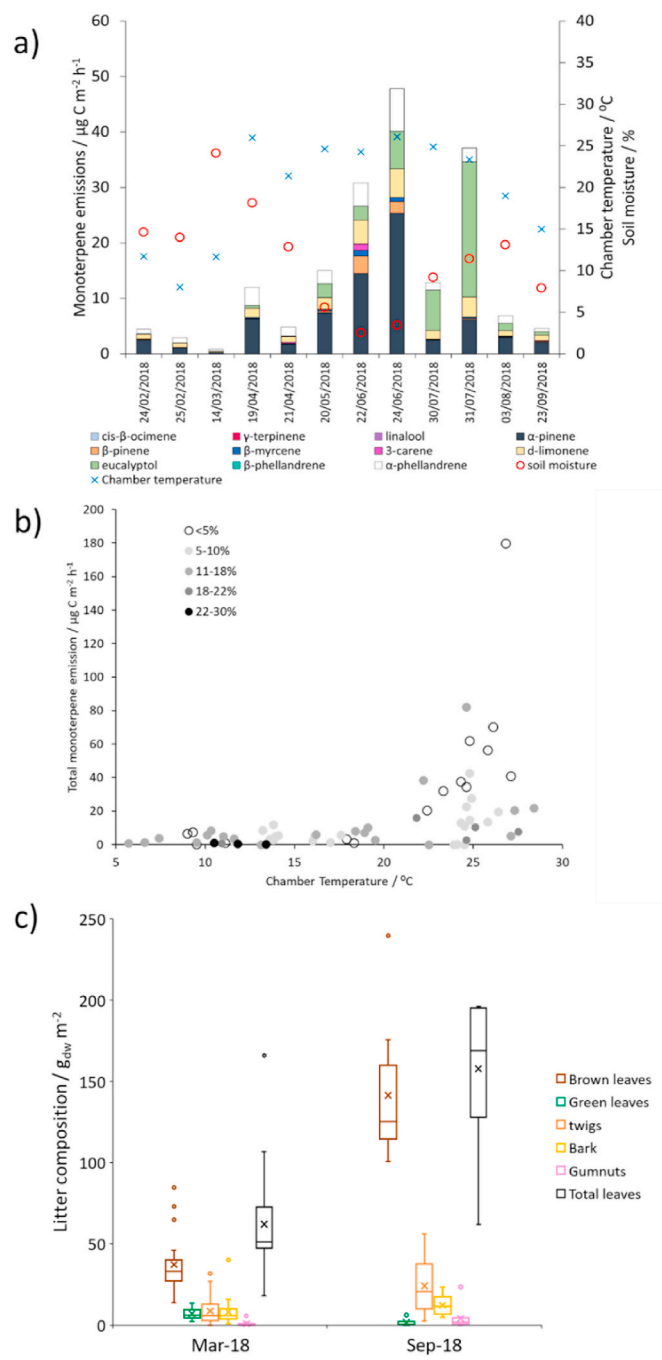 a)
Monoterpene emissions / µg C m-2 h-1
60
50
40
30
20
10
0
40
35
30
25
20
15
10
5
0
Chamber temperature / ⁰C
Soil moisture / %
24/02/2018
25/02/2018
14/03/2018
19/04/2018
21/04/2018
20/05/2018
22/06/2018
24/06/2018
30/07/2018
31/07/2018
03/08/2018
23/09/2018
cis-β-ocimene γ-terpinene linalool α-pinene
β-pinene β-myrcene 3-carene d-limonene
eucalyptol β-phellandrene α-phellandrene soil moisture
Chamber temperature
b)
Total monoterpene emission / µg C m-2 h-1
200
180
160
140
120
100
80
60
40
20
0
<5%
5-10%
11-18%
18-22%
22-30%
5 10 15 20 25 30
Chamber Temperature / ⁰C
c)
Litter composition / gdw m-2
250
200
150
100
50
0
Mar-18 Sep-18
Brown leaves
Green leaves
twigs
Bark
Gumnuts
Total leaves